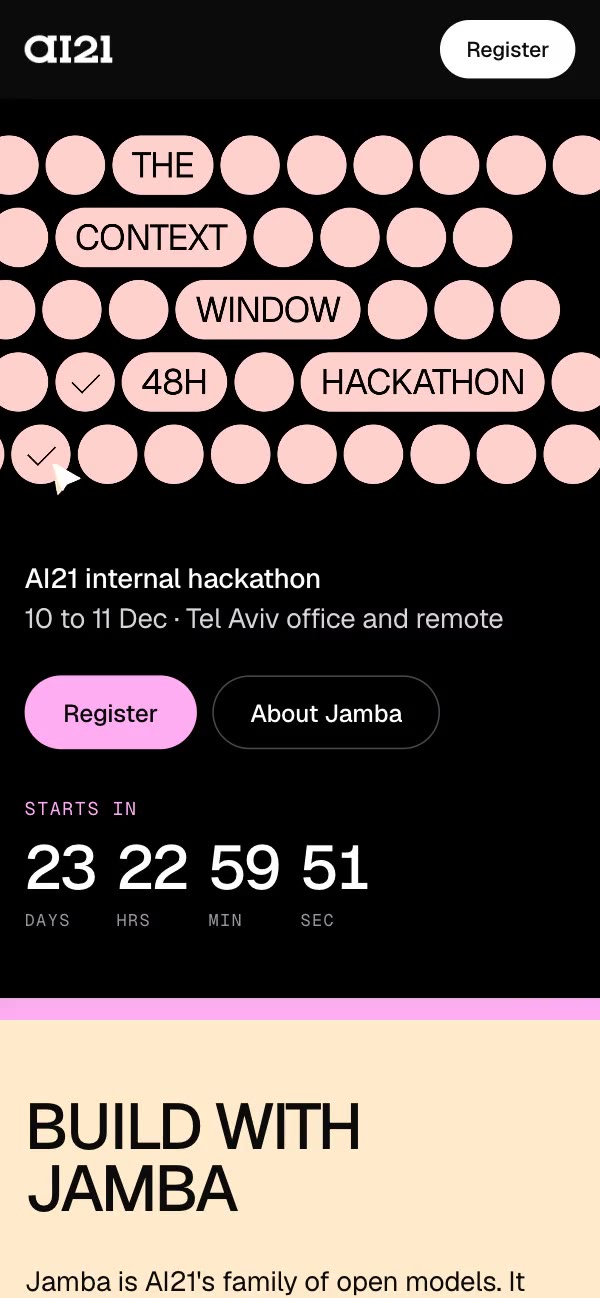 AI21
Register
THE
CONTEXT
WINDOW
48H HACKATHON
AI21 internal hackathon
10 to 11 Dec · Tel Aviv office and remote
Register About Jamba
STARTS IN
23 22 59 51
DAYS HRS MIN SEC
BUILD WITH
JAMBA
Jamba is AI21's family of open models. It